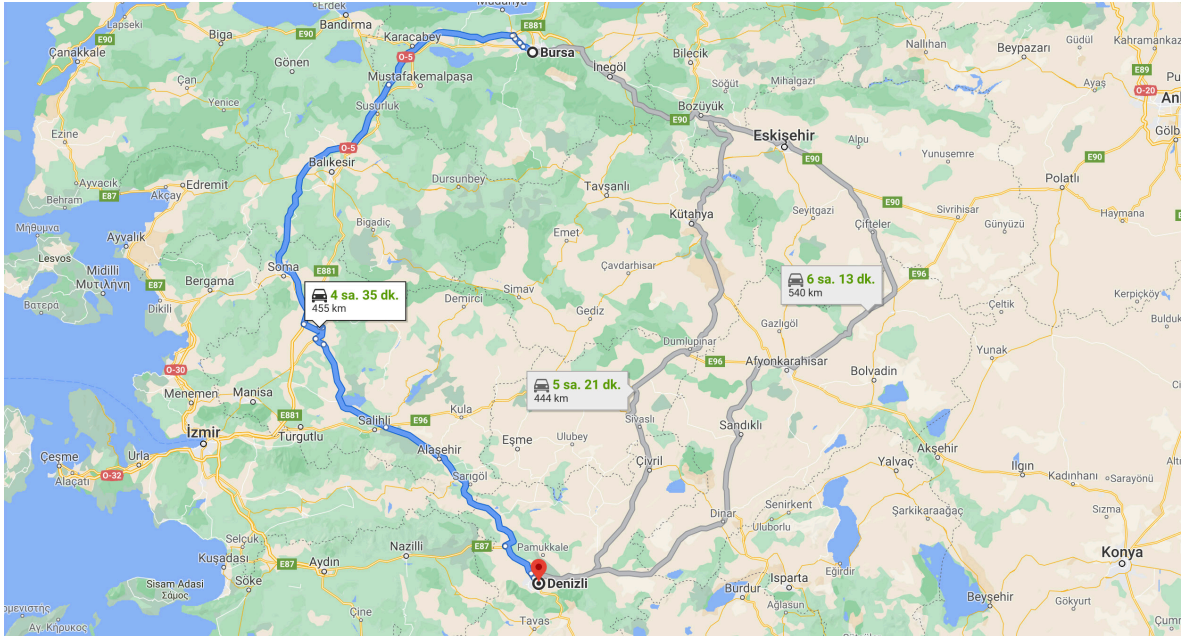 Erdek
Mudanya
Lapseki
E90
Biga
Bandırma
E90
Karacabey
E881
Bursa
Çanakkale
Gönen
O-5
Mustafakemalpaşa
İnegöl
Bilecik
Nallıhan
Beypazarı
Güdül
Kahramankaz
Çan
Söğüt
Mihalgazi
Ayaş
E89
O-20
Yenice
Susurluk
Bozüyük
E90
Eskişehir
Alpu
Ezine
O-5
Balıkesir
Yunusemre
E90
Polatlı
E90
Ayvacık
Edremit
Akçay
E87
Behram
Dursunbey
Tavşanlı
Kütahya
Seyitgazi
E90
Sivrihisar
Haymana
Günyüzü
Μήθυμνα
Lesvos
Ayvalık
Bigadiç
Emet
Çifteler
Midilli
Μυτιλήνη
Soma
E881
Çavdarhisar
E96
Βατερά
Bergama
E87
Dikili
4 sa. 35 dk.
455 km
Demirci
Simav
Gediz
6 sa. 13 dk.
540 km
Çeltik
Kerpiçköy
Gazlıgöl
Dumlupınar
E96
Afyonkarahisar
Yunak
O-30
Menemen
Manisa
5 sa. 21 dk.
444 km
Bolvadin
İzmir
E881
Turgutlu
Salihli
E96
Kula
Sivaslı
Sandıklı
Çeşme
Urla
Alaçatı
O-32
Alaşehir
Eşme
Ulubey
Akşehir
Sarıgöl
Çivril
Yalvaç
Ilgın
Kadınhanı
Sarayönü
Dinar
Senirkent
Uluborlu
Şarkikaraağaç
Sızma
Selçuk
Kuşadası
Söke
E87
Aydın
Nazilli
E87
Pamukkale
Konya
Sisam Adası
Σάμος
Denizli
Burdur
Isparta
Eğirdir
Ağlasun
Beyşehir
Gökyurt
Çine
Tavas
Αγ. Κήρυκος